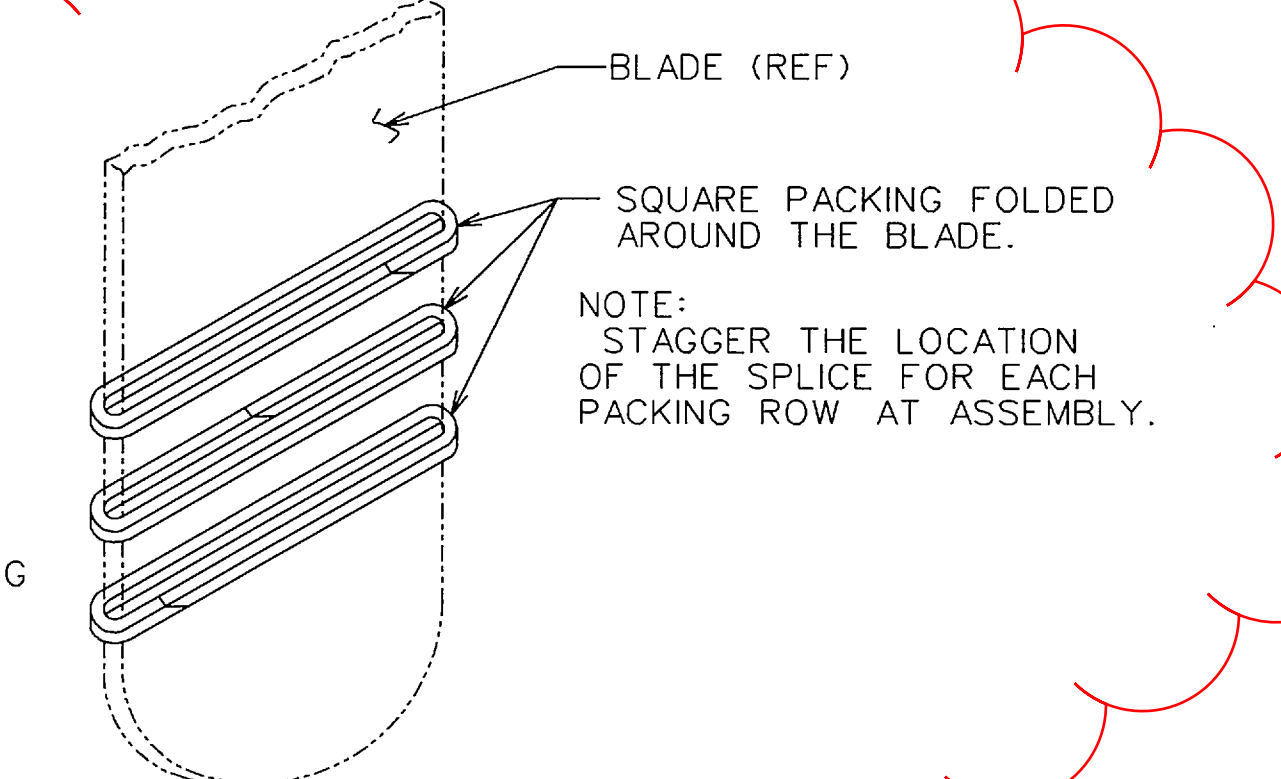 BLADE (REF)
SQUARE PACKING FOLDED
AROUND THE BLADE.
NOTE:
STAGGER THE LOCATION
OF THE SPLICE FOR EACH
PACKING ROW AT ASSEMBLY.
G